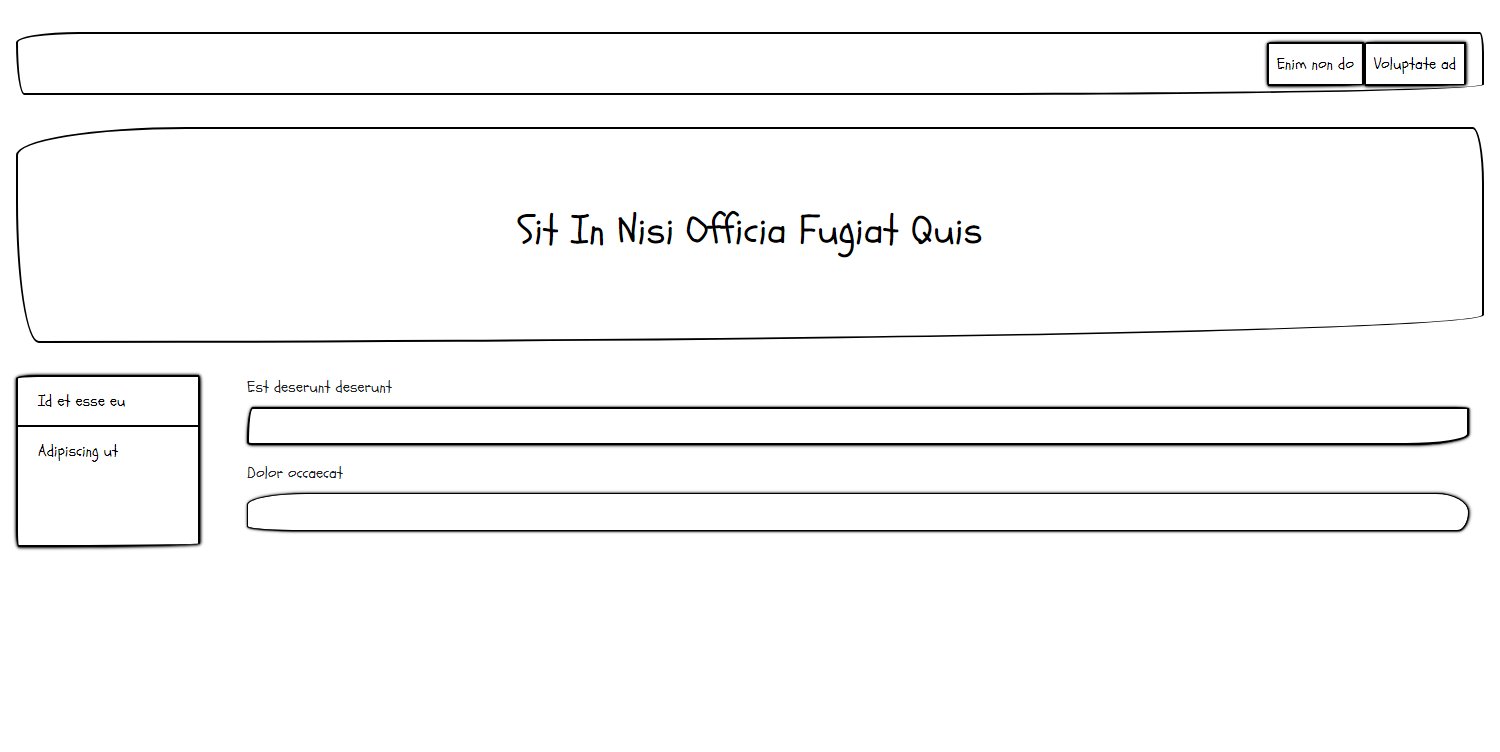 Enim non do Voluptate ad
Sit In Nisi Officia Fugiat Quis
Id et esse eu
Adipiscing ut
Est deserunt deserunt
Dolor occaecat